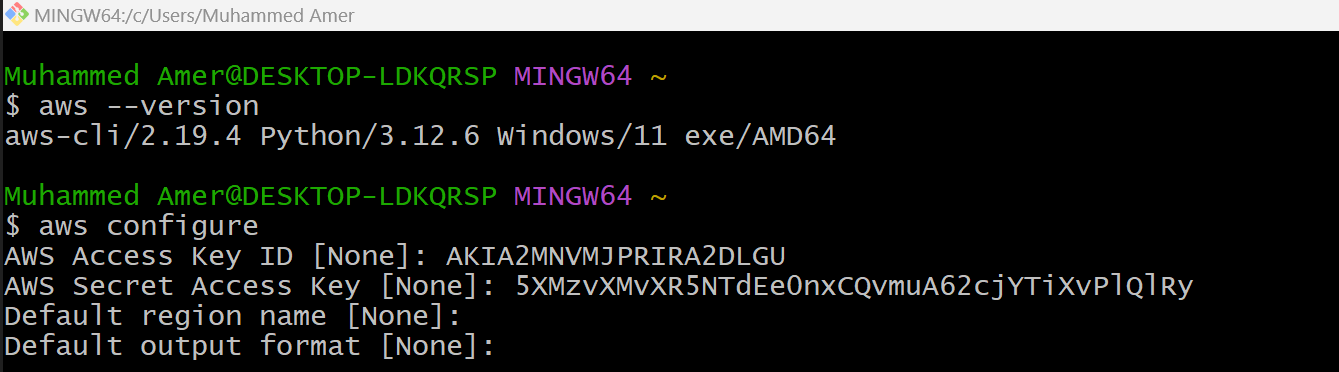 MINGW64:/c/Users/Muhammed Amer
Muhammed Amer@DESKTOP-LDKQRSP MINGW64 ~
$ aws --version
aws-cli/2.19.4 Python/3.12.6 Windows/11 exe/AMD64
Muhammed Amer@DESKTOP-LDKQRSP MINGW64 ~
$ aws configure
AWS Access Key ID [None]: AKIA2MNVMJPRIRA2DLGU
AWS Secret Access Key [None]: 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
Default region name [None]:
Default output format [None]: